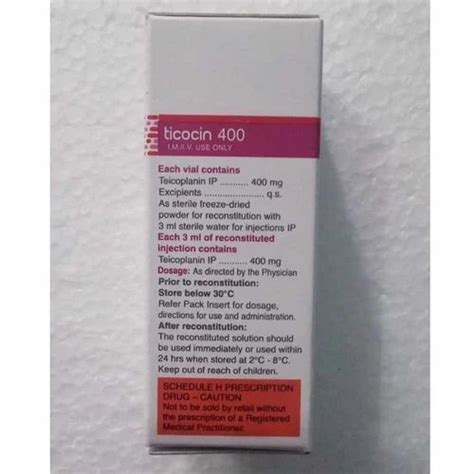 ticocin 400
I.M./I.V. USE ONLY
Each vial contains
Teicoplanin IP .......... 400 mg
Excipients ...................... q.s.
As sterile freeze-dried
powder for reconstitution with
3 ml sterile water for injections IP
Each 3 ml of reconstituted
injection contains
Teicoplanin IP .......... 400 mg
Dosage: As directed by the Physician
Prior to reconstitution:
Store below 30°C
Refer Pack Insert for dosage,
directions for use and administration.
After reconstitution:
The reconstituted solution should
be used immediately or used within
24 hrs when stored at 2°C - 8°C.
Keep out of reach of children.
SCHEDULE H PRESCRIPTION
DRUG – CAUTION
Not to be sold by retail without
the prescription of a Registered
Medical Practitioner.